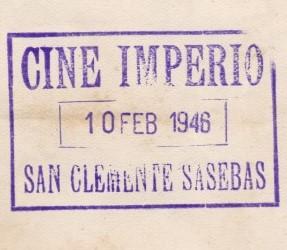 CINE IMPERIO
10 FEB 1946
SAN CLEMENTE SASEBAS